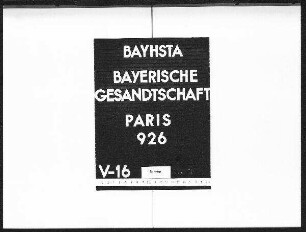 BAYHSTA
BAYERISCHE
GESANDTSCHAFT
PARIS
926
V-16